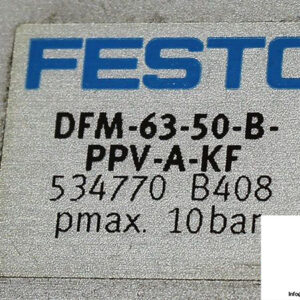 FESTO
DFM-63-50-B-
PPV-A-KF
534770 B408
pmax. 10bar